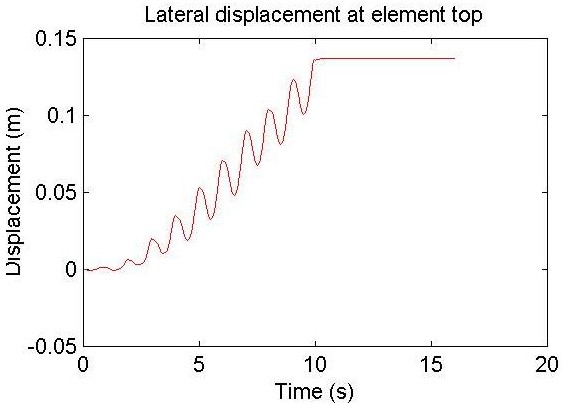 Lateral displacement at element top
0.15
0.1
0.05
0
-0.05
Displacement (m)
0 5 10 15 20
Time (s)